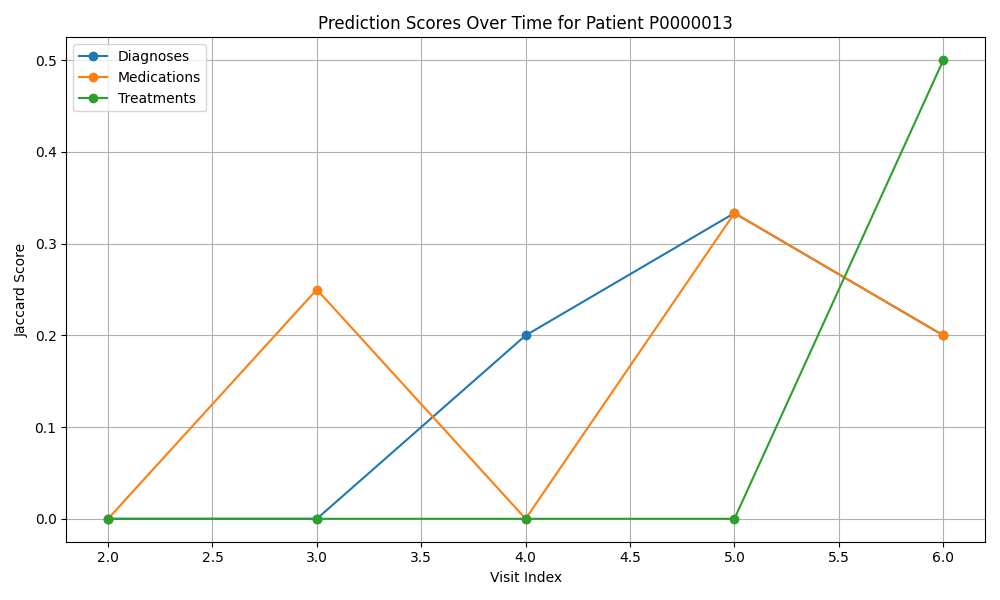 Prediction Scores Over Time for Patient P0000013
Diagnoses
Medications
Treatments
0.5
0.4
0.3
0.2
0.1
0.0
Jaccard Score
2.0 2.5 3.0 3.5 4.0 4.5 5.0 5.5 6.0
Visit Index